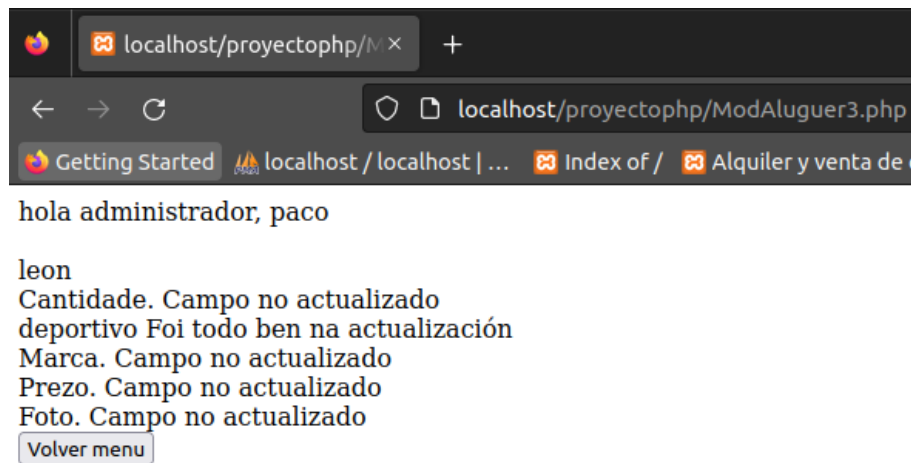 localhost/proyectophp/M
localhost/proyectophp/ModAluguer3.php
Getting Started localhost / localhost | ... Index of / Alquiler y venta de
hola administrador, paco
leon
Cantidade. Campo no actualizado
deportivo Foi todo ben na actualización
Marca. Campo no actualizado
Prezo. Campo no actualizado
Foto. Campo no actualizado
Volver menu